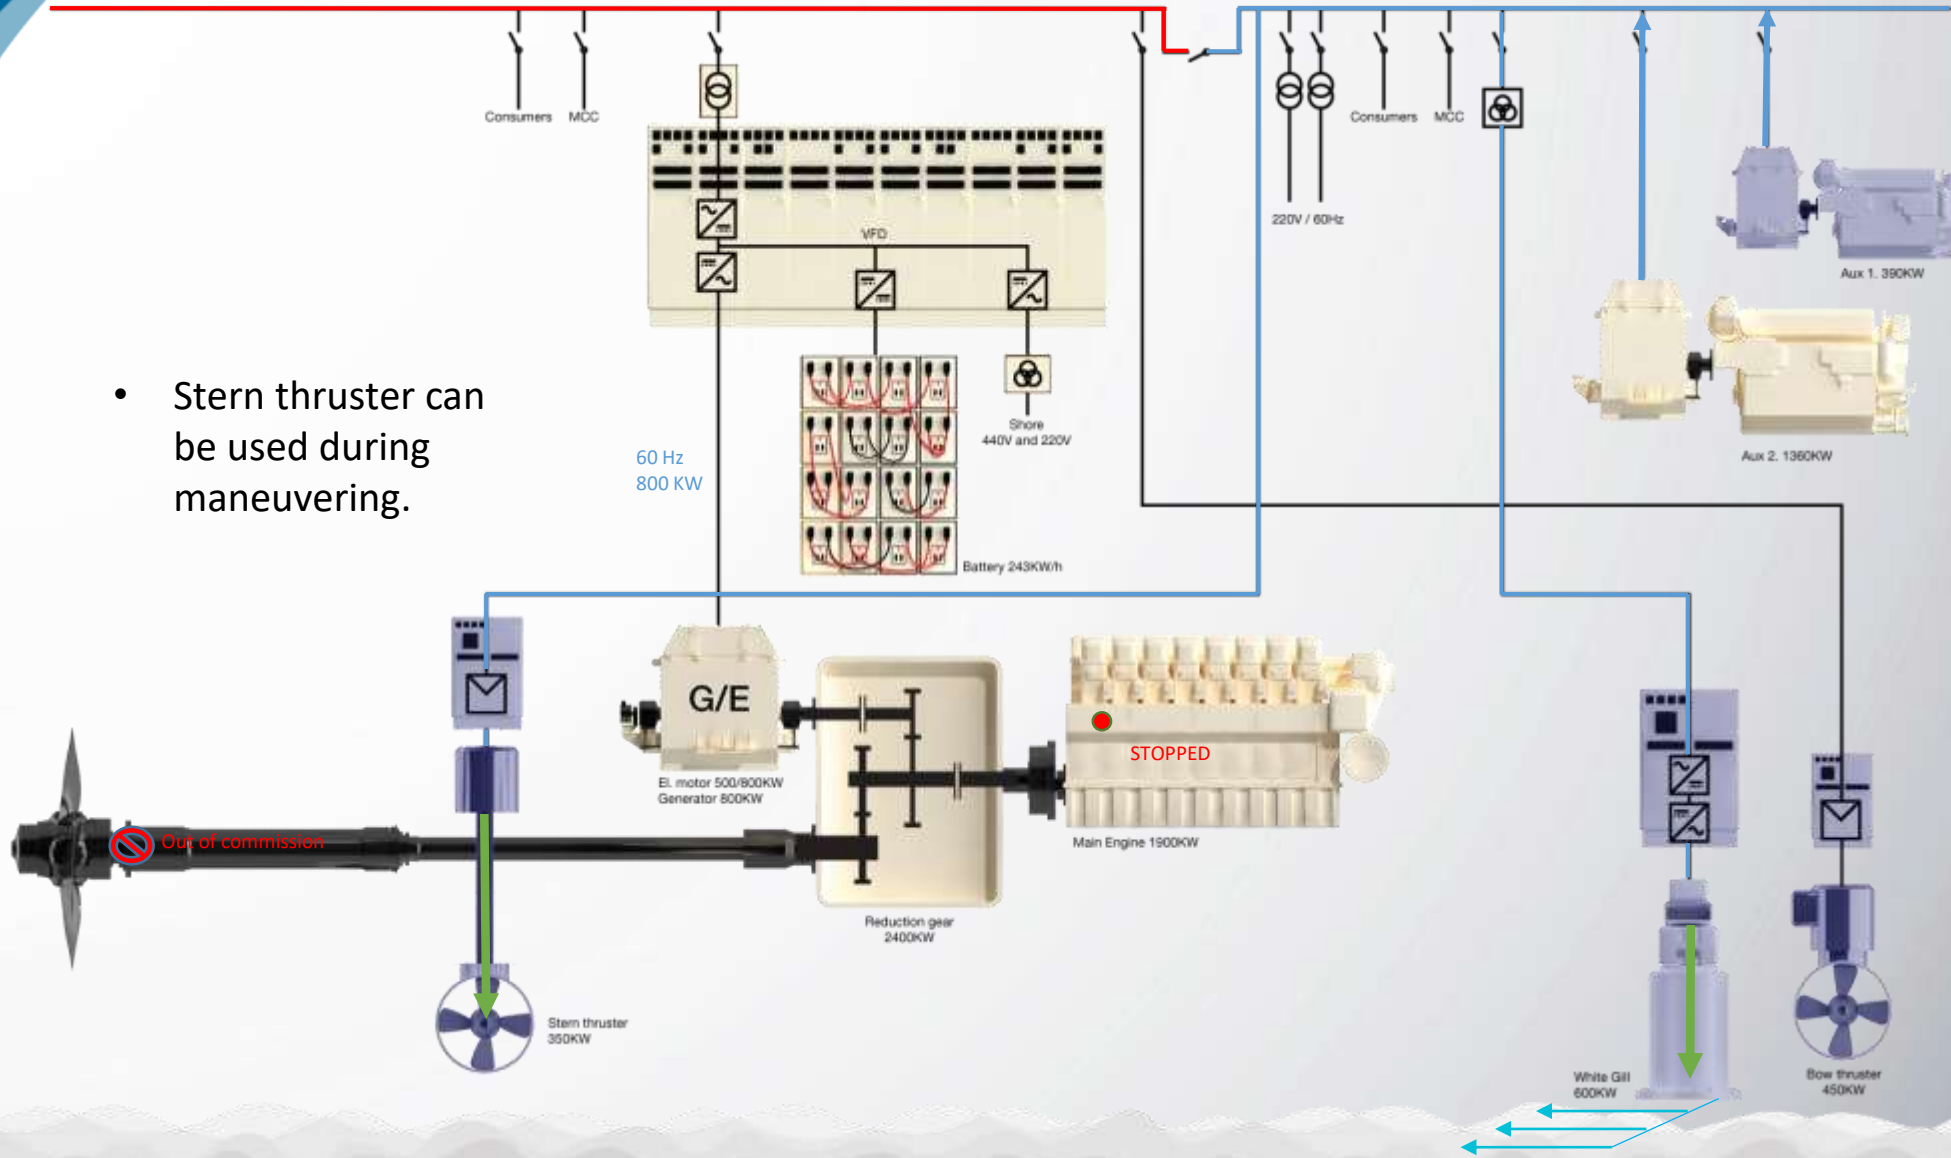 Consumers
MCC
Consumers
MCC
220V / 60Hz
VFD
Aux 1. 390KW
Aux 2. 1360KW
Shore
440V and 220V
• Stern thruster can
be used during
maneuvering.
60 Hz
800 KW
Battery 243KW/h
G/E
El. motor 500/800KW
Generator 800KW
STOPPED
Main Engine 1900KW
Out of commission
Reduction gear
2400KW
Stern thruster
350KW
White Gill
600KW
Bow thruster
450KW